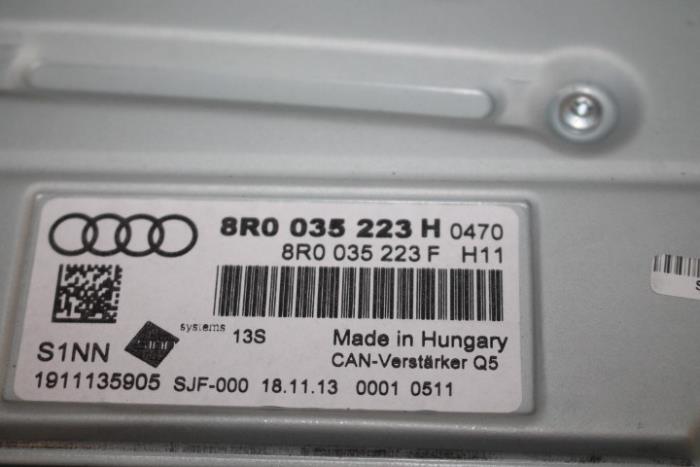 8R0 035 223 H 0470
8R0 035 223 F H11
systems 13S
Made in Hungary
S1NN
CAN-Verstärker Q5
1911135905 SJF-000 18.11.13 0001 0511